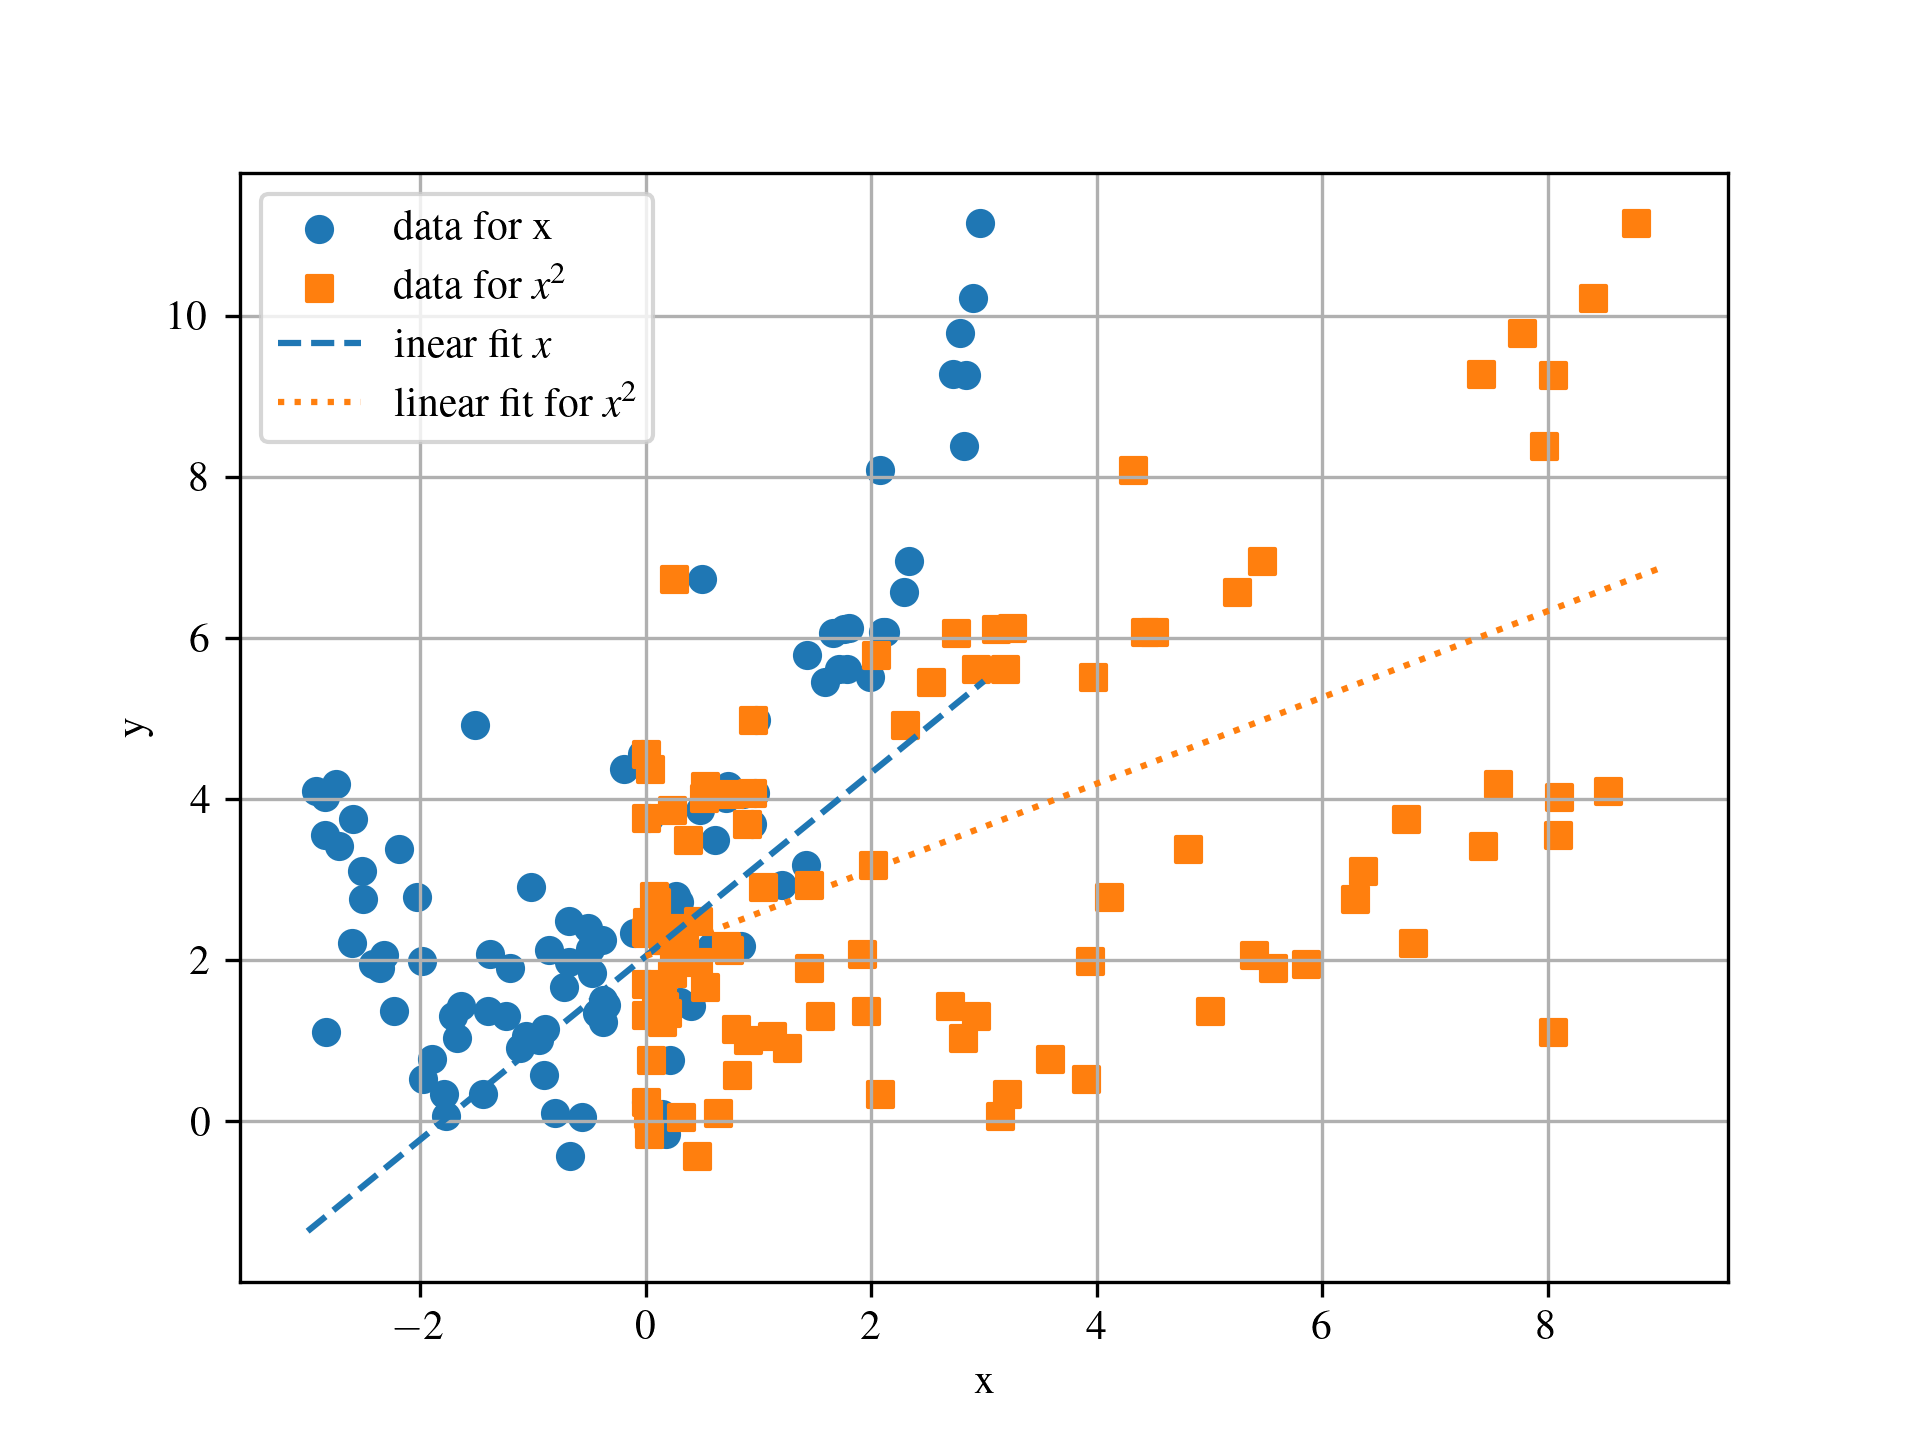 data for x
data for x²
inear fit x
linear fit for x²
10
8
6
4
2
0
y
−2 0 2 4 6 8
x